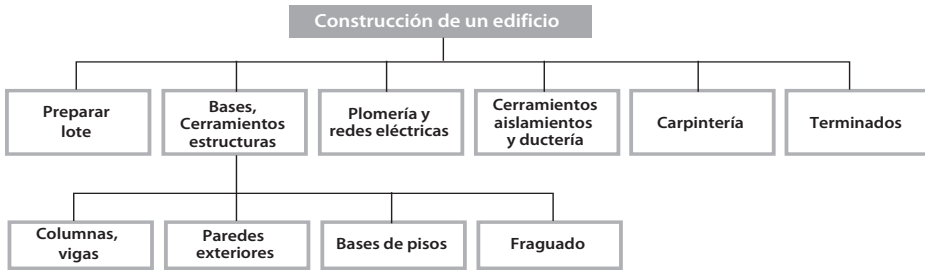 Construcción de un edificio
Preparar
lote
Bases,
Cerramientos
estructuras
Plomería y
redes eléctricas
Cerramientos
aislamientos
y ductería
Carpintería
Terminados
Columnas,
vigas
Paredes
exteriores
Bases de pisos
Fraguado